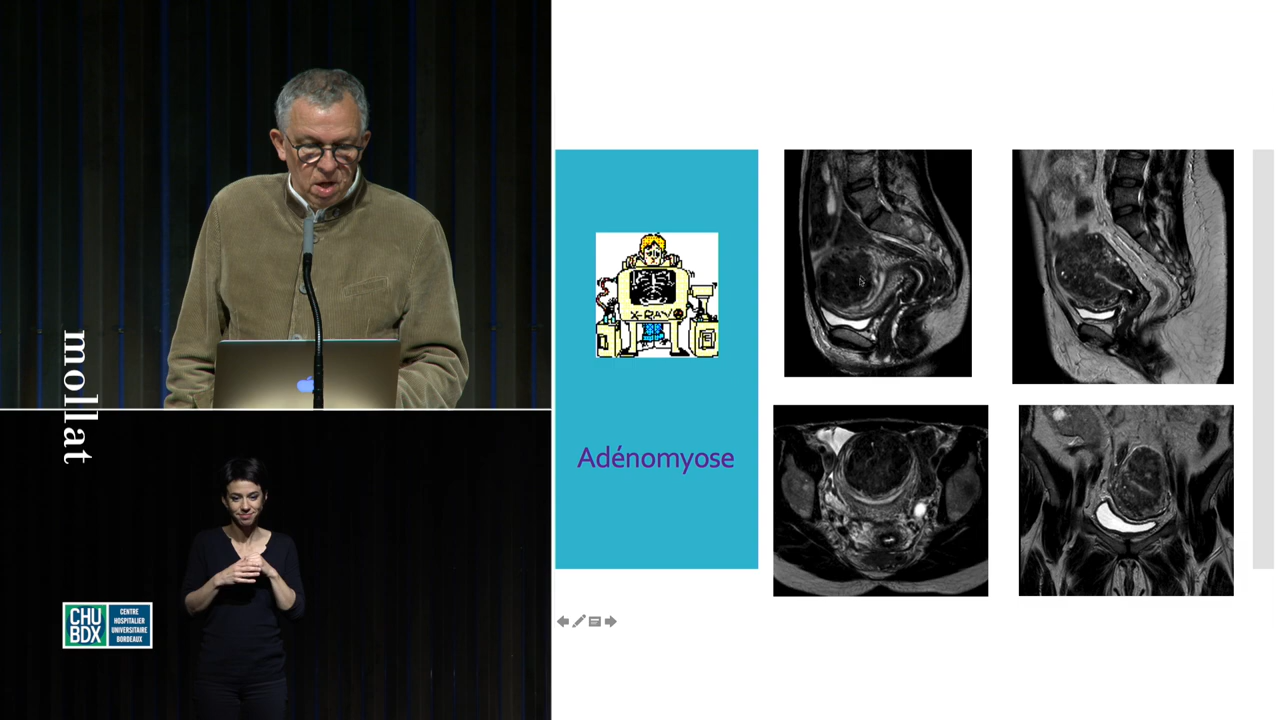 mollat
CHU
BDX
CENTRE
HOSPITALIER
UNIVERSITAIRE
BORDEAUX
X-RAY
Adénomyose